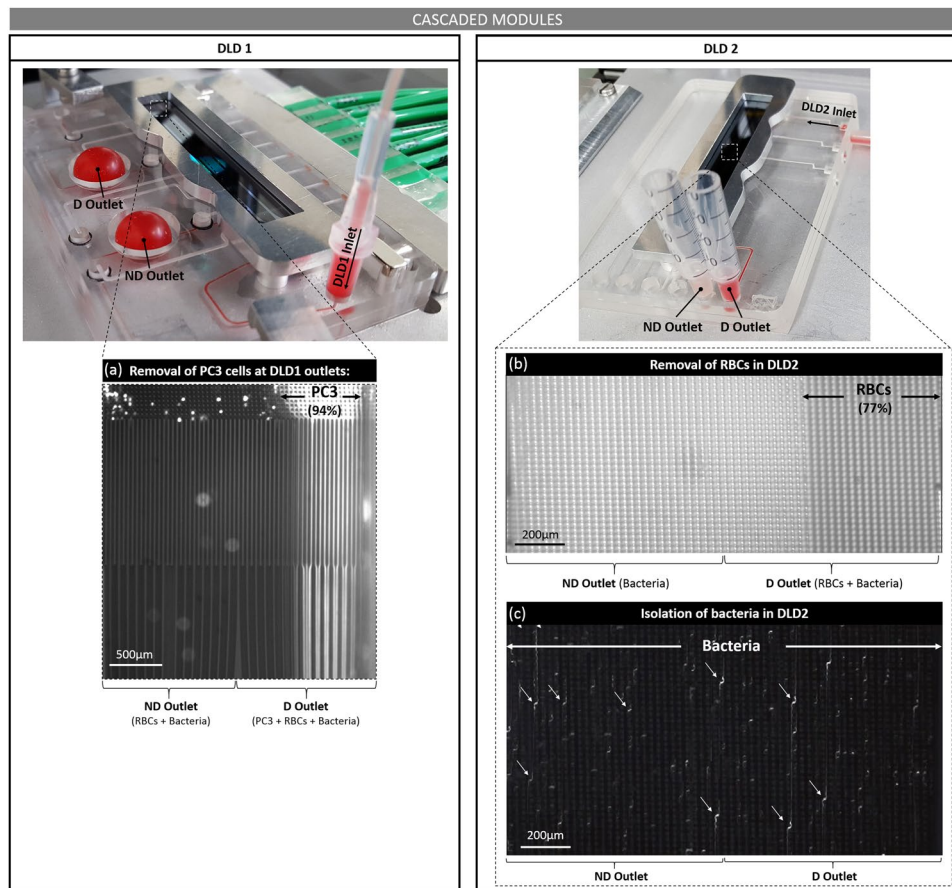 CASCADED MODULES
DLD 1
D Outlet
ND Outlet
DLD1 Inlet
(a) Removal of PC3 cells at DLD1 outlets:
PC3
(94%)
500µm
ND Outlet
(RBCs + Bacteria)
D Outlet
(PC3 + RBCs + Bacteria)
DLD 2
DLD2 Inlet
ND Outlet
D Outlet
(b) Removal of RBCs in DLD2
RBCs
(77%)
200µm
ND Outlet (Bacteria)
D Outlet (RBCs + Bacteria)
(c) Isolation of bacteria in DLD2
Bacteria
200µm
ND Outlet
D Outlet